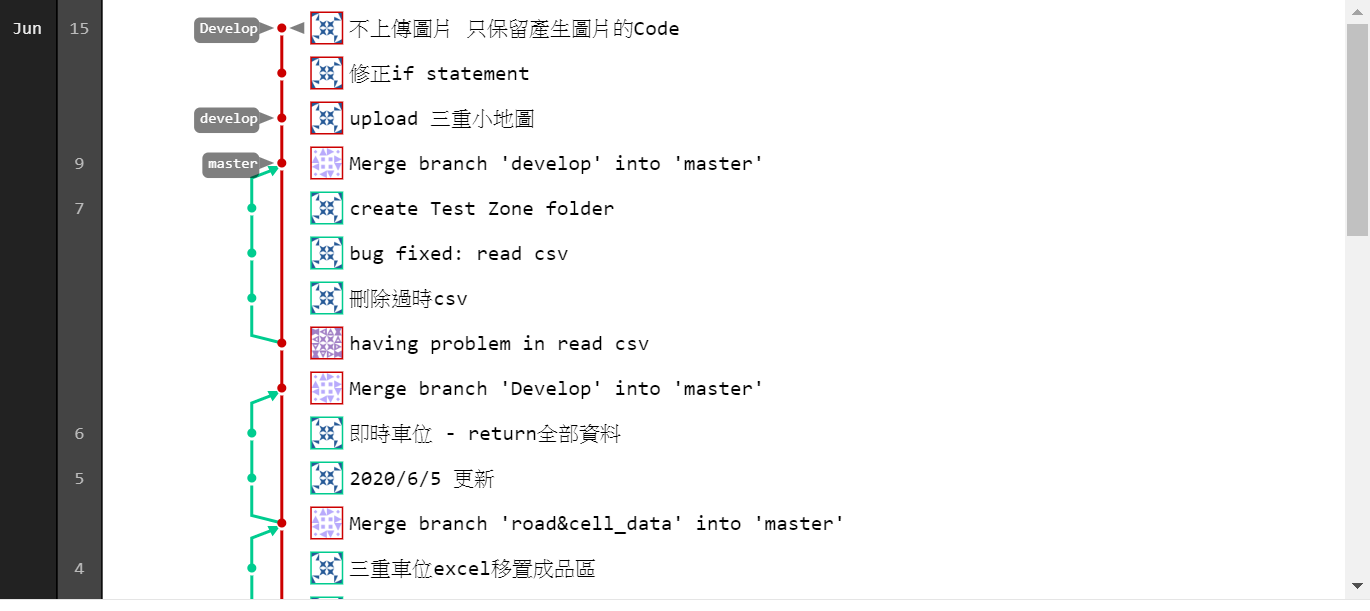 Jun 15 Develop 不上傳圖片 只保留產生圖片的Code
修正if statement
develop upload 三重小地圖
9 master Merge branch 'develop' into 'master'
7 create Test Zone folder
bug fixed: read csv
刪除過時csv
having problem in read csv
Merge branch 'Develop' into 'master'
6 即時車位 - return全部資料
5 2020/6/5 更新
Merge branch 'road&cell_data' into 'master'
4 三重車位excel移置成品區